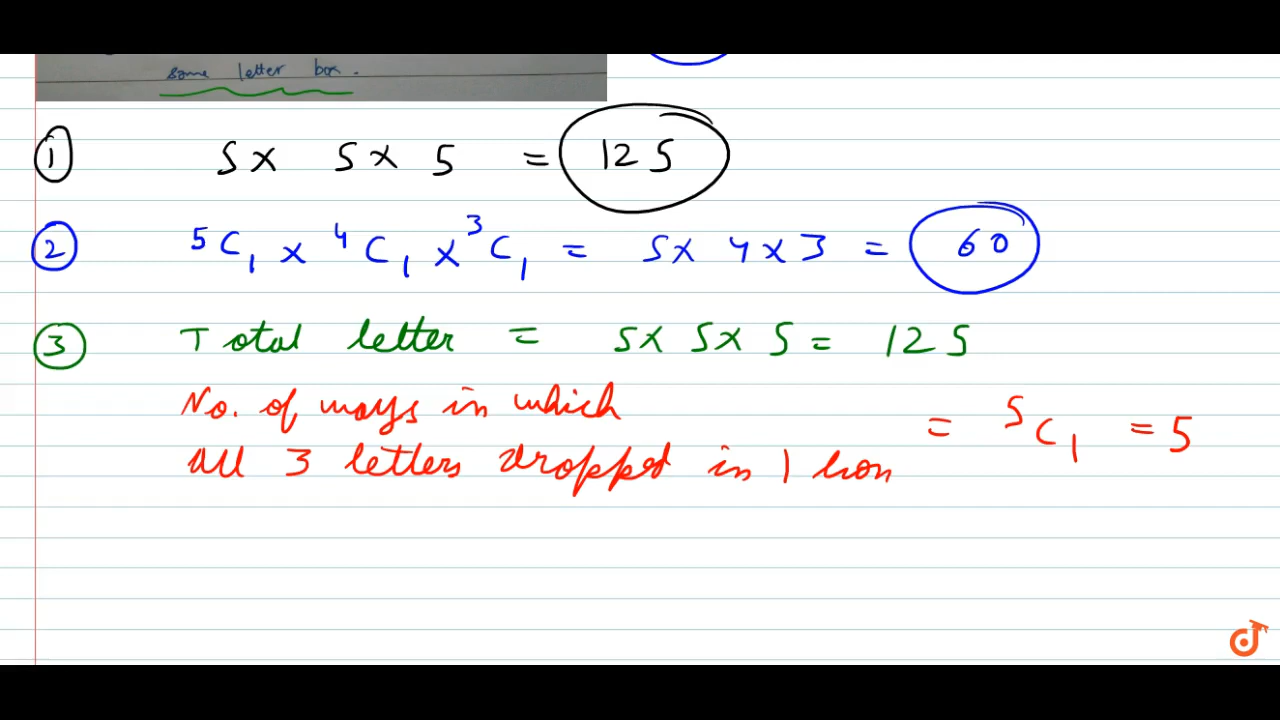 some letter box.
① 5 x 5 x 5 = 125
② ⁵C₁ x ⁴C₁ x ³C₁ = 5 x 4 x 3 = 60
③ Total letter = 5 x 5 x 5 = 125
No. of ways in which
All 3 letters dropped in 1 box = ⁵C₁ = 5